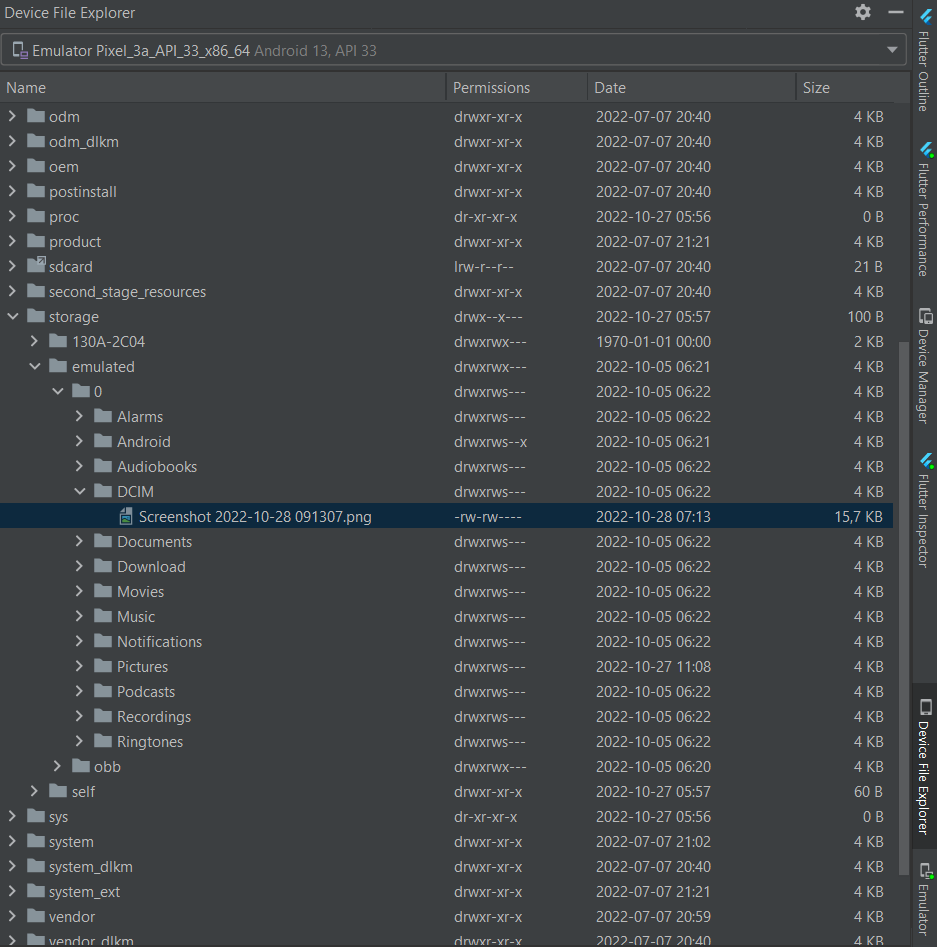 Device File Explorer
Emulator Pixel_3a_API_33_x86_64 Android 13, API 33
Name Permissions Date Size
odm drwxr-xr-x 2022-07-07 20:40 4 KB
odm_dlkm drwxr-xr-x 2022-07-07 20:40 4 KB
oem drwxr-xr-x 2022-07-07 20:40 4 KB
postinstall drwxr-xr-x 2022-07-07 20:40 4 KB
proc dr-xr-xr-x 2022-10-27 05:56 0 B
product drwxr-xr-x 2022-07-07 21:21 4 KB
sdcard lrw-r--r-- 2022-07-07 20:40 21 B
second_stage_resources drwxr-xr-x 2022-07-07 20:40 4 KB
storage drwx--x--- 2022-10-27 05:57 100 B
130A-2C04 drwxrwx--- 1970-01-01 00:00 2 KB
emulated drwxrwx--- 2022-10-05 06:21 4 KB
0 drwxrws--- 2022-10-05 06:22 4 KB
Alarms drwxrws--- 2022-10-05 06:22 4 KB
Android drwxrws--x 2022-10-05 06:21 4 KB
Audiobooks drwxrws--- 2022-10-05 06:22 4 KB
DCIM drwxrws--- 2022-10-05 06:22 4 KB
Screenshot 2022-10-28 091307.png -rw-rw---- 2022-10-28 07:13 15,7 KB
Documents drwxrws--- 2022-10-05 06:22 4 KB
Download drwxrws--- 2022-10-05 06:22 4 KB
Movies drwxrws--- 2022-10-05 06:22 4 KB
Music drwxrws--- 2022-10-05 06:22 4 KB
Notifications drwxrws--- 2022-10-05 06:22 4 KB
Pictures drwxrws--- 2022-10-27 11:08 4 KB
Podcasts drwxrws--- 2022-10-05 06:22 4 KB
Recordings drwxrws--- 2022-10-05 06:22 4 KB
Ringtones drwxrws--- 2022-10-05 06:22 4 KB
obb drwxrwx--- 2022-10-05 06:20 4 KB
self drwxr-xr-x 2022-10-27 05:57 60 B
sys dr-xr-xr-x 2022-10-27 05:56 0 B
system drwxr-xr-x 2022-07-07 21:02 4 KB
system_dlkm drwxr-xr-x 2022-07-07 20:40 4 KB
system_ext drwxr-xr-x 2022-07-07 21:21 4 KB
vendor drwxr-xr-x 2022-07-07 20:59 4 KB
vendor_dlkm drwxr-xr-x 2022-07-07 20:40 4 KB
Flutter Outline
Flutter Performance
Device Manager
Flutter Inspector
Device File Explorer
Emulator